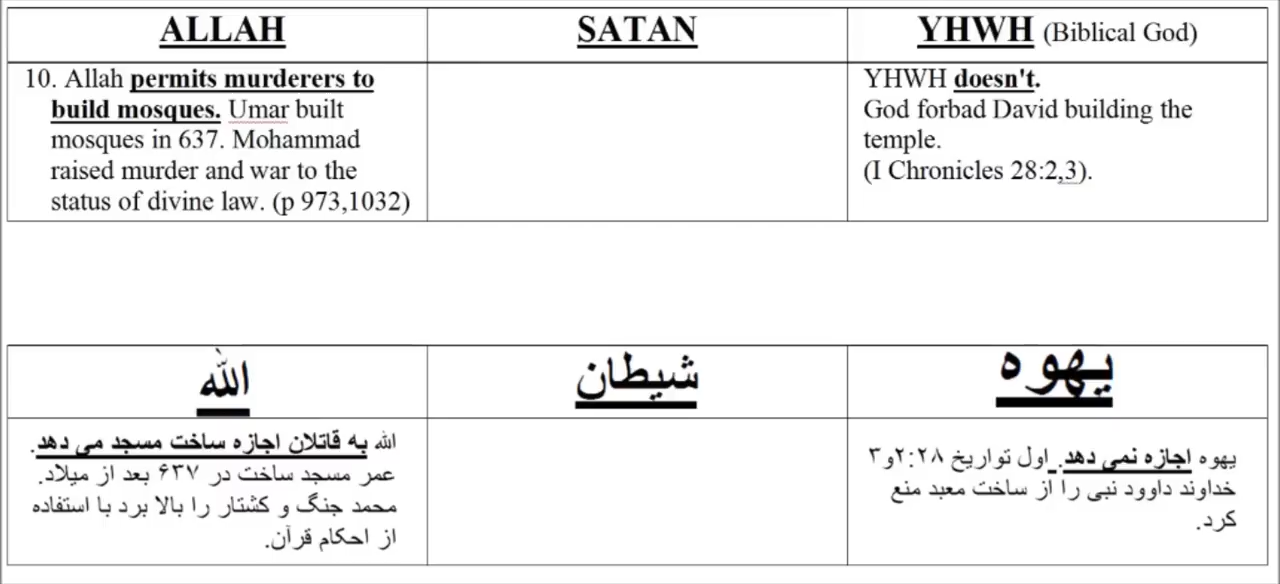 ALLAH
SATAN
YHWH (Biblical God)
10. Allah permits murderers to
build mosques. Umar built
mosques in 637. Mohammad
raised murder and war to the
status of divine law. (p 973,1032)
YHWH doesn't.
God forbad David building the
temple.
(I Chronicles 28:2,3).
الله
شیطان
یهوه
الله به قاتلان اجازه ساخت مسجد می دهد.
عمر مسجد ساخت در ۶۳۷ بعد از میلاد.
محمد جنگ و کشتار را بالا برد با استفاده
از احکام قرآن.
یهوه اجازه نمی دهد. اول تواریخ ۲:۲۸و۳
خداوند داوود نبی را از ساخت معبد منع
کرد.